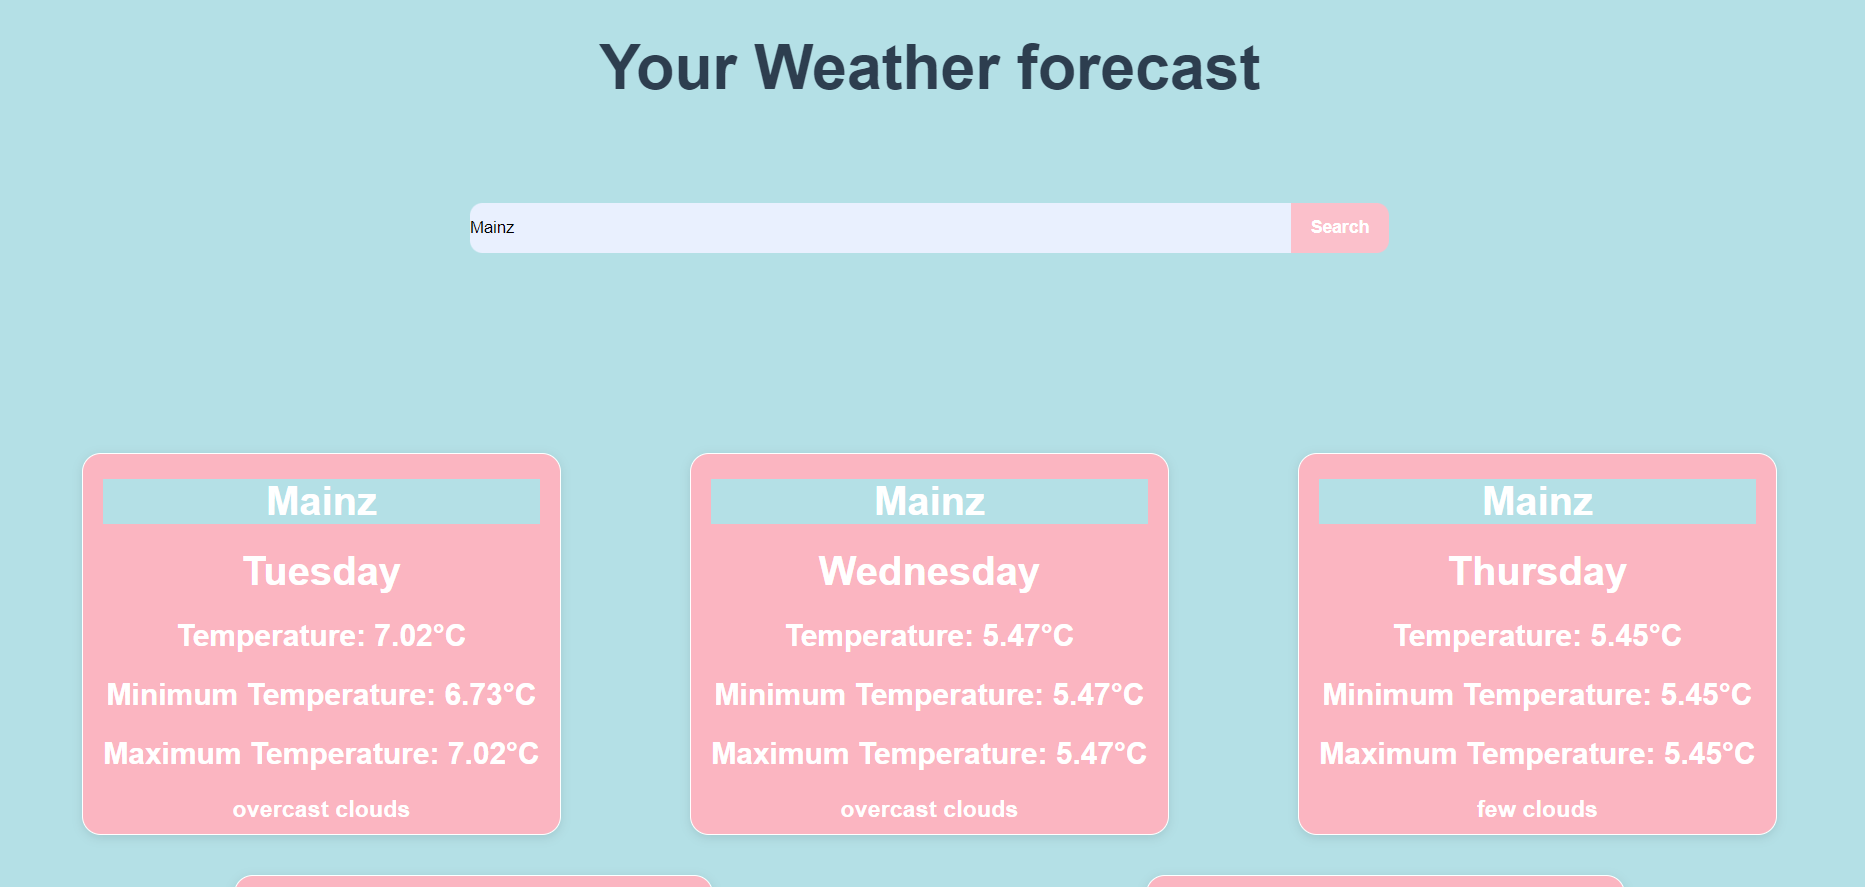 Your Weather forecast
Mainz
Search
Mainz
Tuesday
Temperature: 7.02°C
Minimum Temperature: 6.73°C
Maximum Temperature: 7.02°C
overcast clouds
Mainz
Wednesday
Temperature: 5.47°C
Minimum Temperature: 5.47°C
Maximum Temperature: 5.47°C
overcast clouds
Mainz
Thursday
Temperature: 5.45°C
Minimum Temperature: 5.45°C
Maximum Temperature: 5.45°C
few clouds